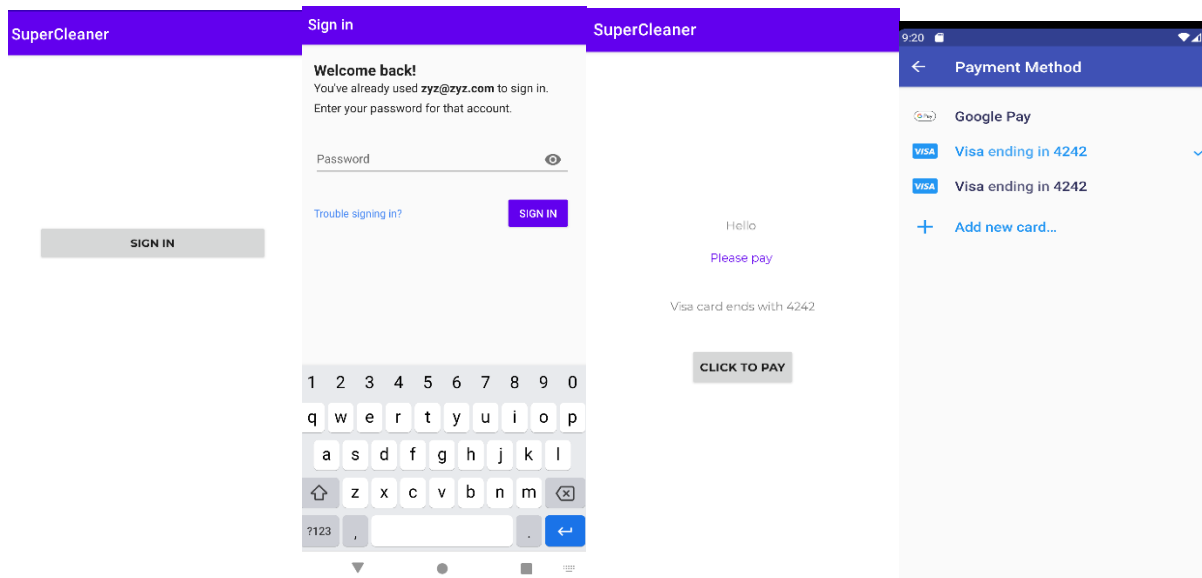 SuperCleaner
SIGN IN
Sign in
Welcome back!
You've already used zyz@zyz.com to sign in.
Enter your password for that account.
Password
Trouble signing in?
SIGN IN
1 2 3 4 5 6 7 8 9 0
q w e r t y u i o p
a s d f g h j k l
z x c v b n m
?123 , .
SuperCleaner
Hello
Please pay
Visa card ends with 4242
CLICK TO PAY
9:20
Payment Method
G Pay Google Pay
VISA Visa ending in 4242
VISA Visa ending in 4242
+ Add new card...